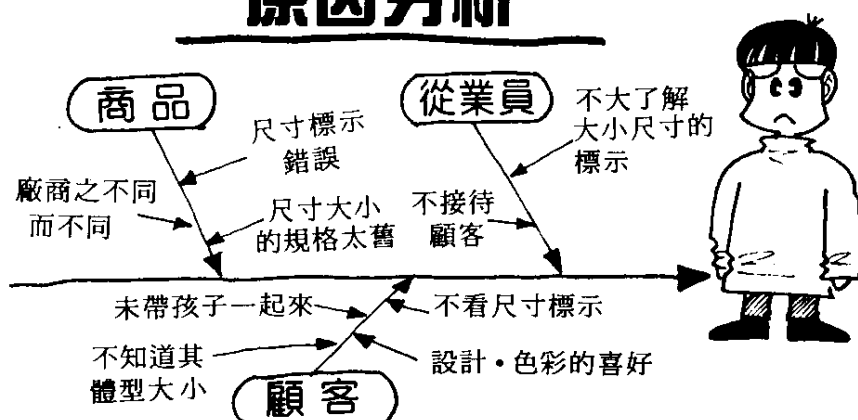 原因分析
商品
從業員
尺寸標示
錯誤
不大了解
大小尺寸的
標示
廠商之不同
而不同
尺寸大小
的規格太舊
不接待
顧客
未帶孩子一起來
不看尺寸標示
不知道其
體型大小
設計・色彩的喜好
顧客